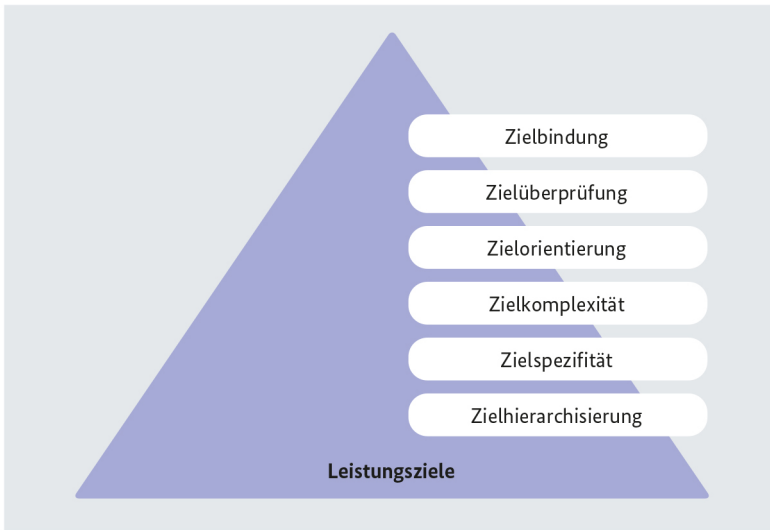 Zielbindung
Zielüberprüfung
Zielorientierung
Zielkomplexität
Zielspezifität
Zielhierarchisierung
Leistungsziele